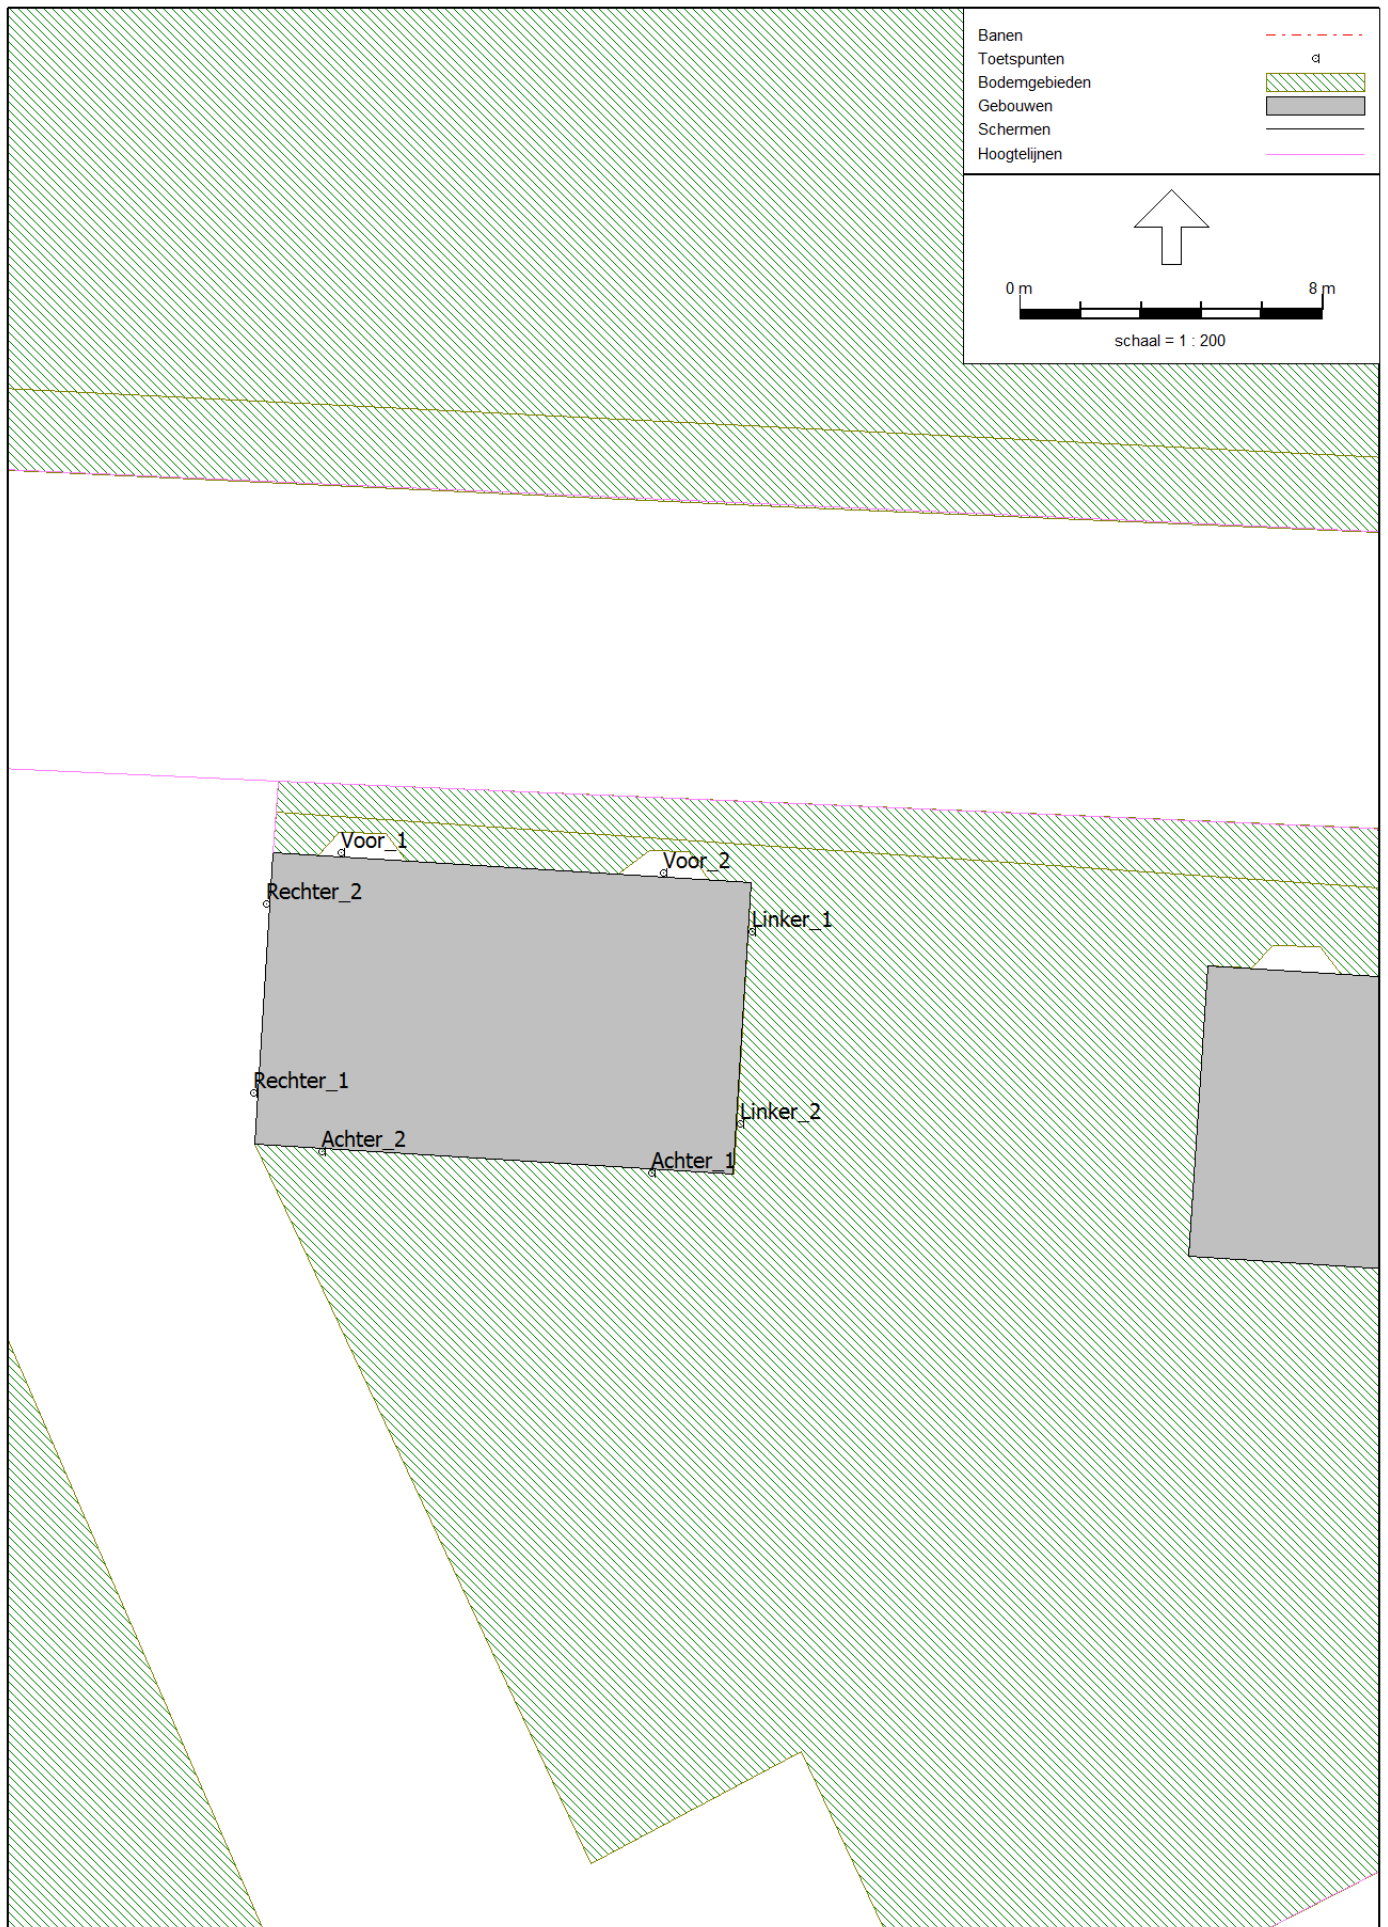 Banen
Toetspunten
Bodemgebieden
Gebouwen
Schermen
Hoogtelijnen
0 m 8 m
schaal = 1 : 200
Voor_1
Voor_2
Rechter_2
Linker_1
Rechter_1
Linker_2
Achter_2
Achter_1